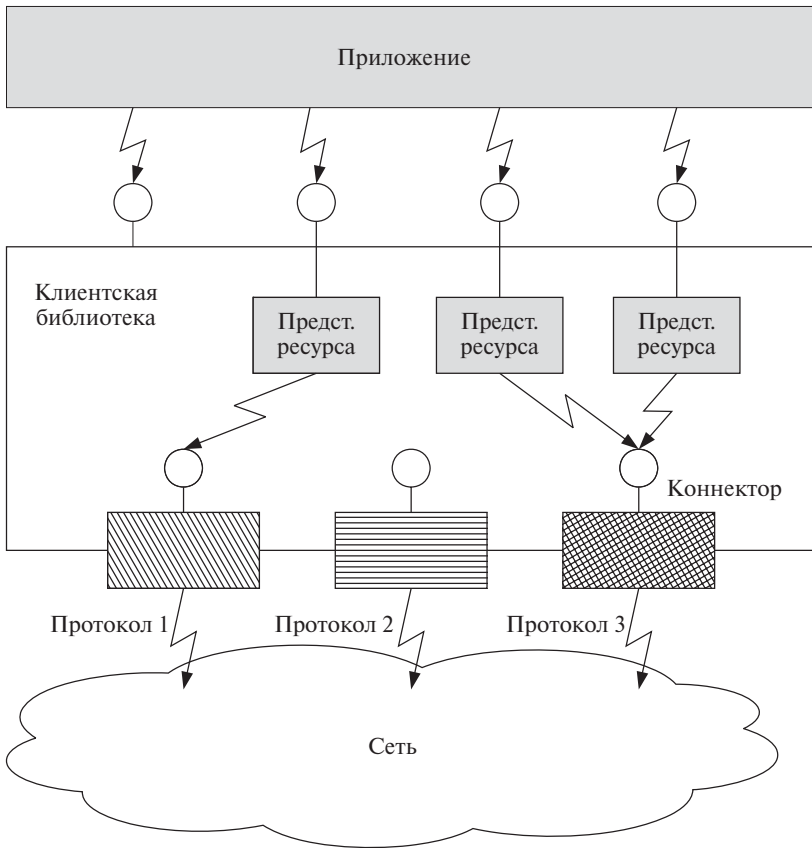 Приложение
Клиентская
библиотека
Предст.
ресурса
Предст.
ресурса
Предст.
ресурса
Коннектор
Протокол 1
Протокол 2
Протокол 3
Сеть